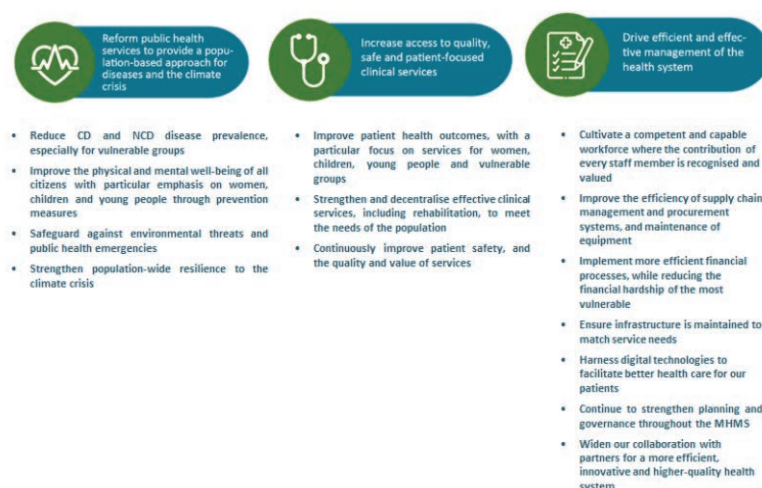 Reform public health
services to provide a popu-
lation-based approach for
diseases and the climate
crisis
Reduce CD and NCD disease prevalence,
especially for vulnerable groups
Improve the physical and mental well-being of all
citizens with particular emphasis on women,
children and young people through prevention
measures
Safeguard against environmental threats and
public health emergencies
Strengthen population-wide resilience to the
climate crisis
Increase access to quality,
safe and patient-focused
clinical services
Improve patient health outcomes, with a
particular focus on services for women,
children, young people and vulnerable
groups
Strengthen and decentralise effective clinical
services, including rehabilitation, to meet
the needs of the population
Continuously improve patient safety, and
the quality and value of services
Drive efficient and effec-
tive management of the
health system
Cultivate a competent and capable
workforce where the contribution of
every staff member is recognised and
valued
Improve the efficiency of supply chain
management and procurement
systems, and maintenance of
equipment
Implement more efficient financial
processes, while reducing the
financial hardship of the most
vulnerable
Ensure infrastructure is maintained to
match service needs
Harness digital technologies to
facilitate better health care for our
patients
Continue to strengthen planning and
governance throughout the MHMS
Widen our collaboration with
partners for a more efficient,
innovative and higher-quality health
system